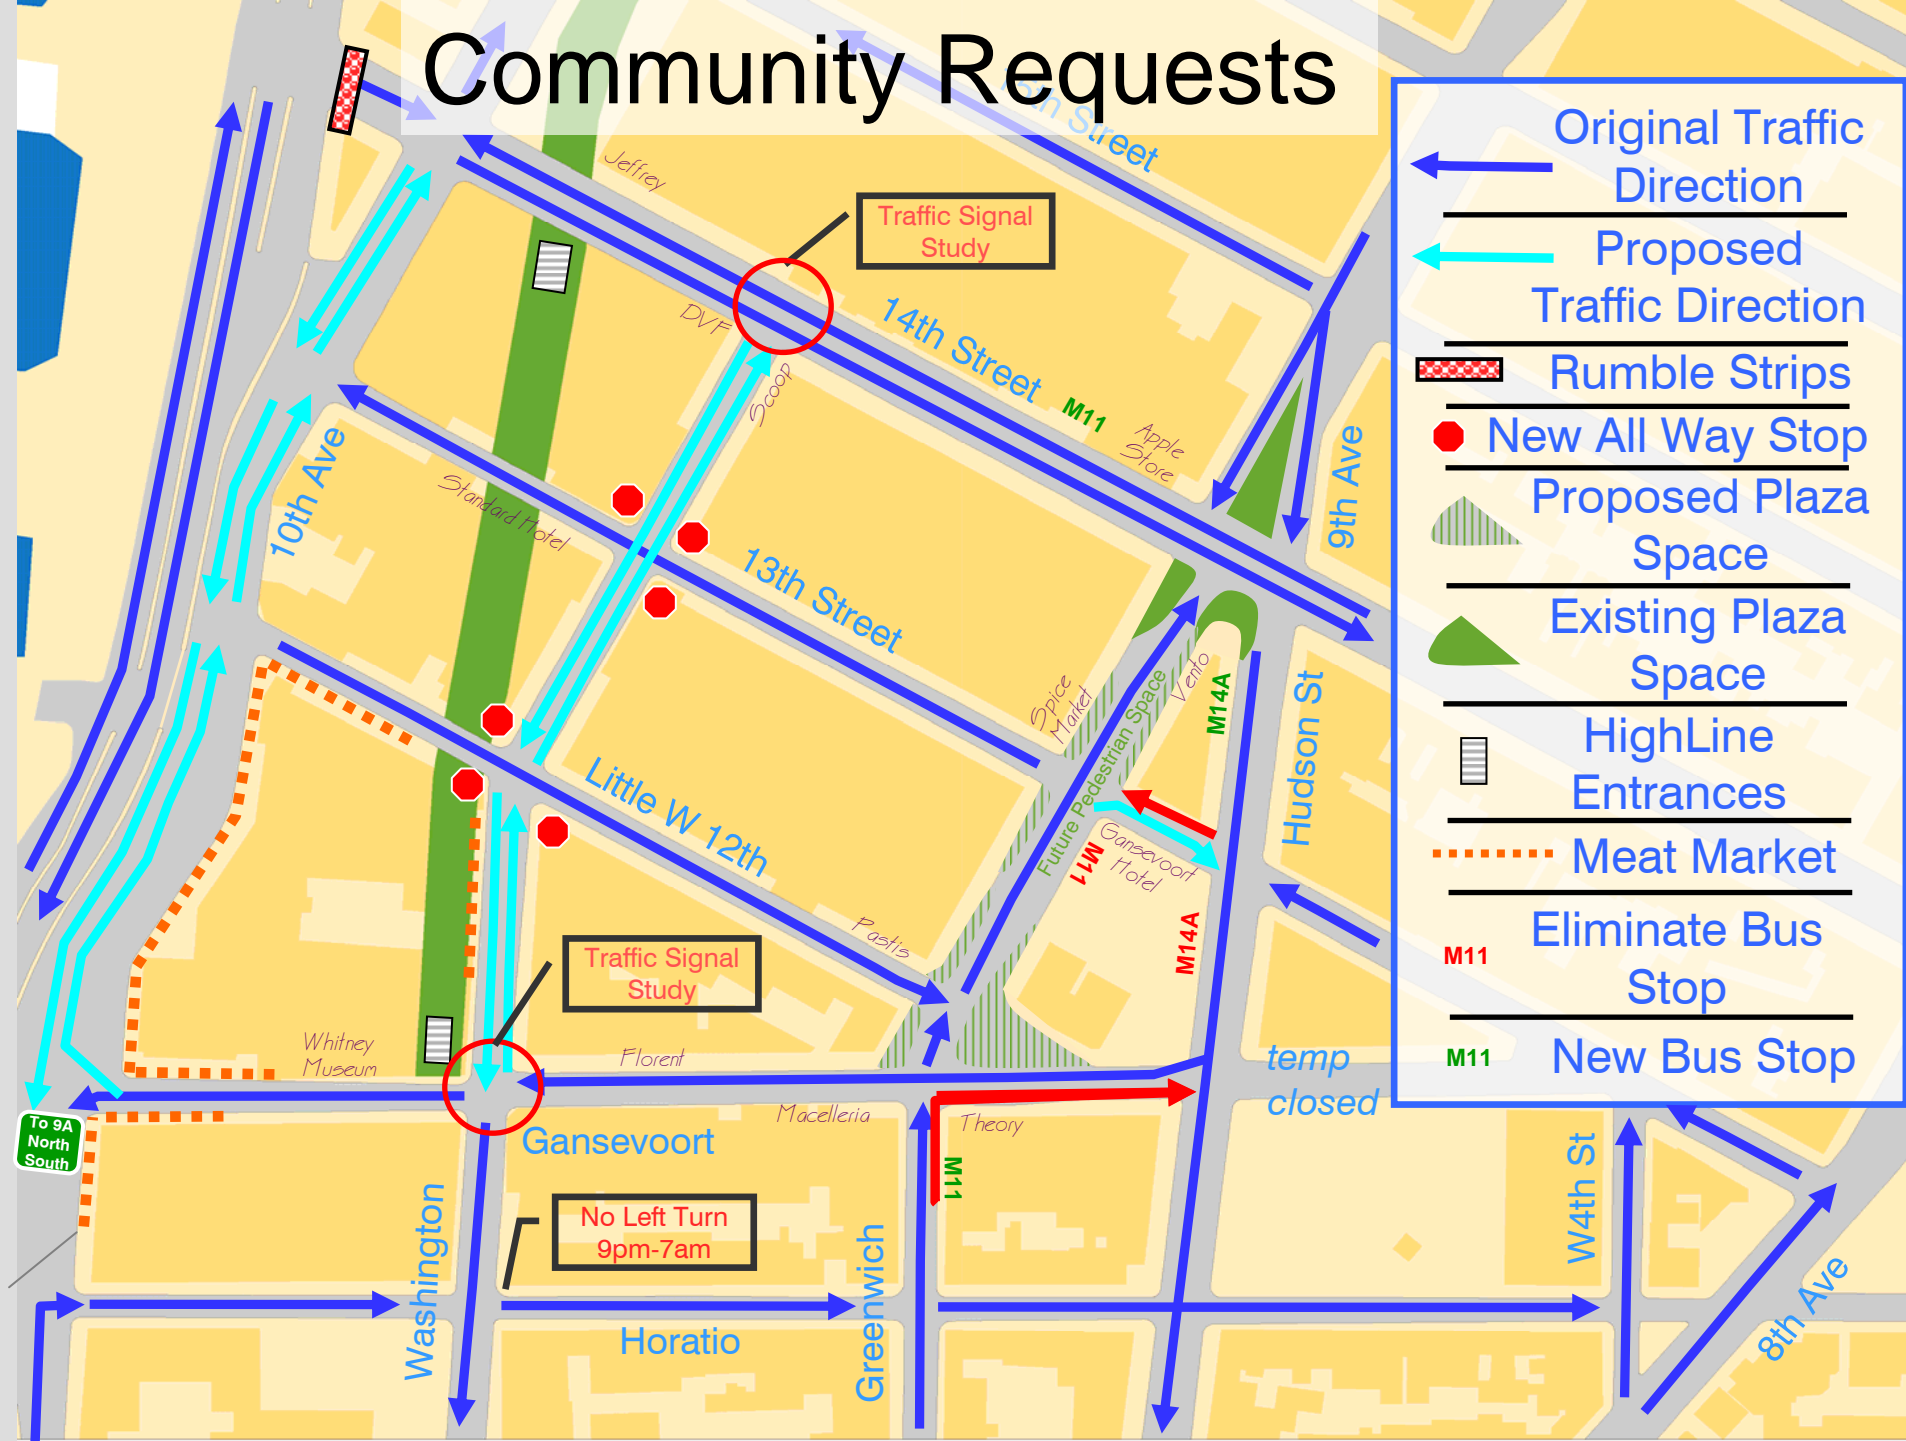 Community Requests
15th Street
Jeffrey
Traffic Signal
Study
DVF
Scoop
14th Street
M11
Apple
Store
9th Ave
10th Ave
Standard Hotel
13th Street
Spice
Market
Vento
M14A
Future Pedestrian Space
Hudson St
Little W 12th
Gansevoort
Hotel
M11
Pastis
M14A
Traffic Signal
Study
Whitney
Museum
Florent
temp
closed
Macelleria
Theory
To 9A
North
South
Gansevoort
M11
W4th St
Washington
No Left Turn
9pm-7am
Greenwich
Horatio
8th Ave
Original Traffic
Direction
Proposed
Traffic Direction
Rumble Strips
New All Way Stop
Proposed Plaza
Space
Existing Plaza
Space
HighLine
Entrances
Meat Market
M11
Eliminate Bus
Stop
M11
New Bus Stop